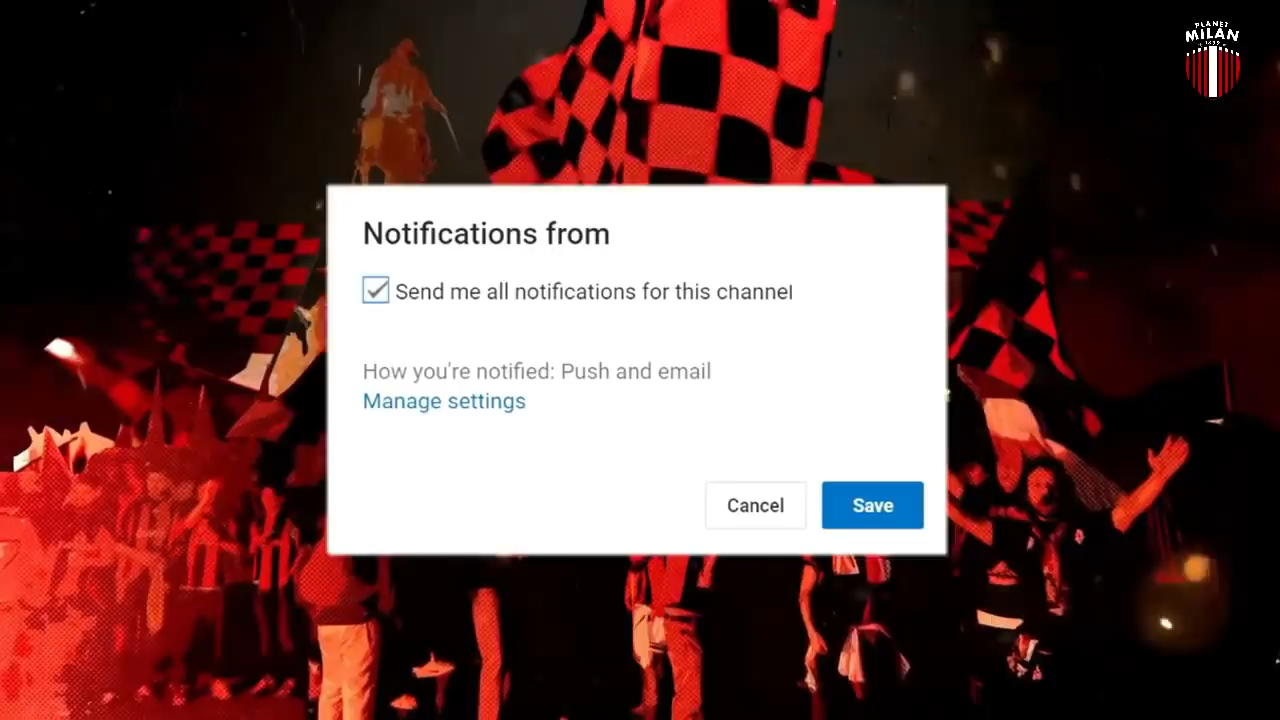 PLANET
MILAN
1899
Notifications from
Send me all notifications for this channel
How you're notified: Push and email
Manage settings
Cancel
Save